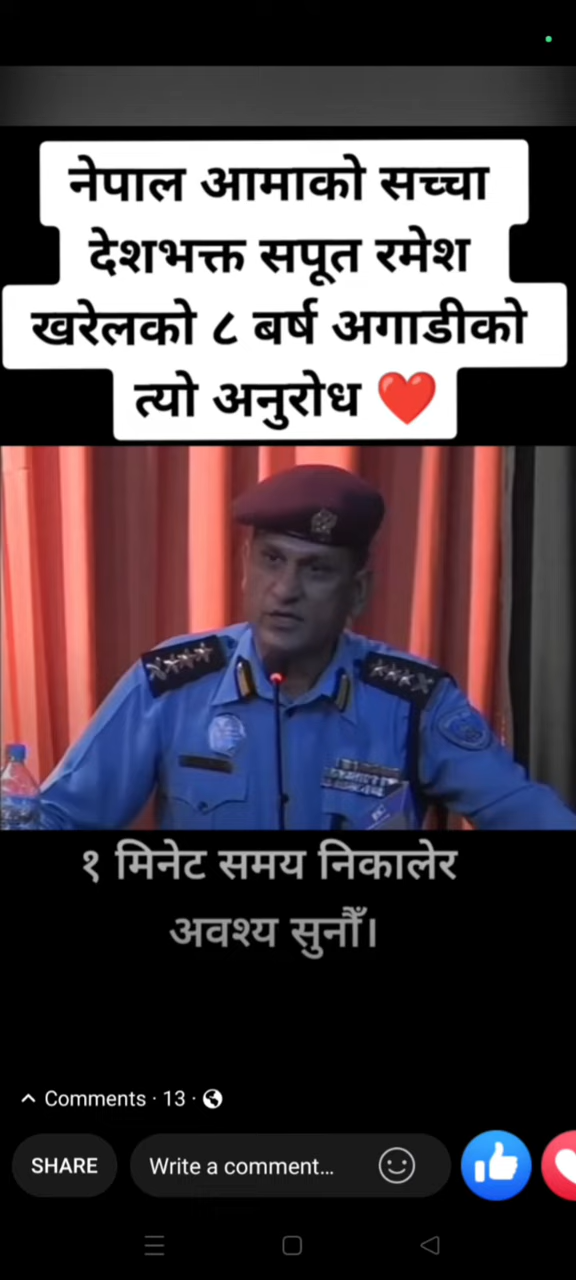 नेपाल आमाको सच्चा
देशभक्त सपूत रमेश
खरेलको ८ बर्ष अगाडीको
त्यो अनुरोध ❤️
१ मिनेट समय निकालेर
अवश्य सुनौँ।
Comments · 13 ·
SHARE
Write a comment...